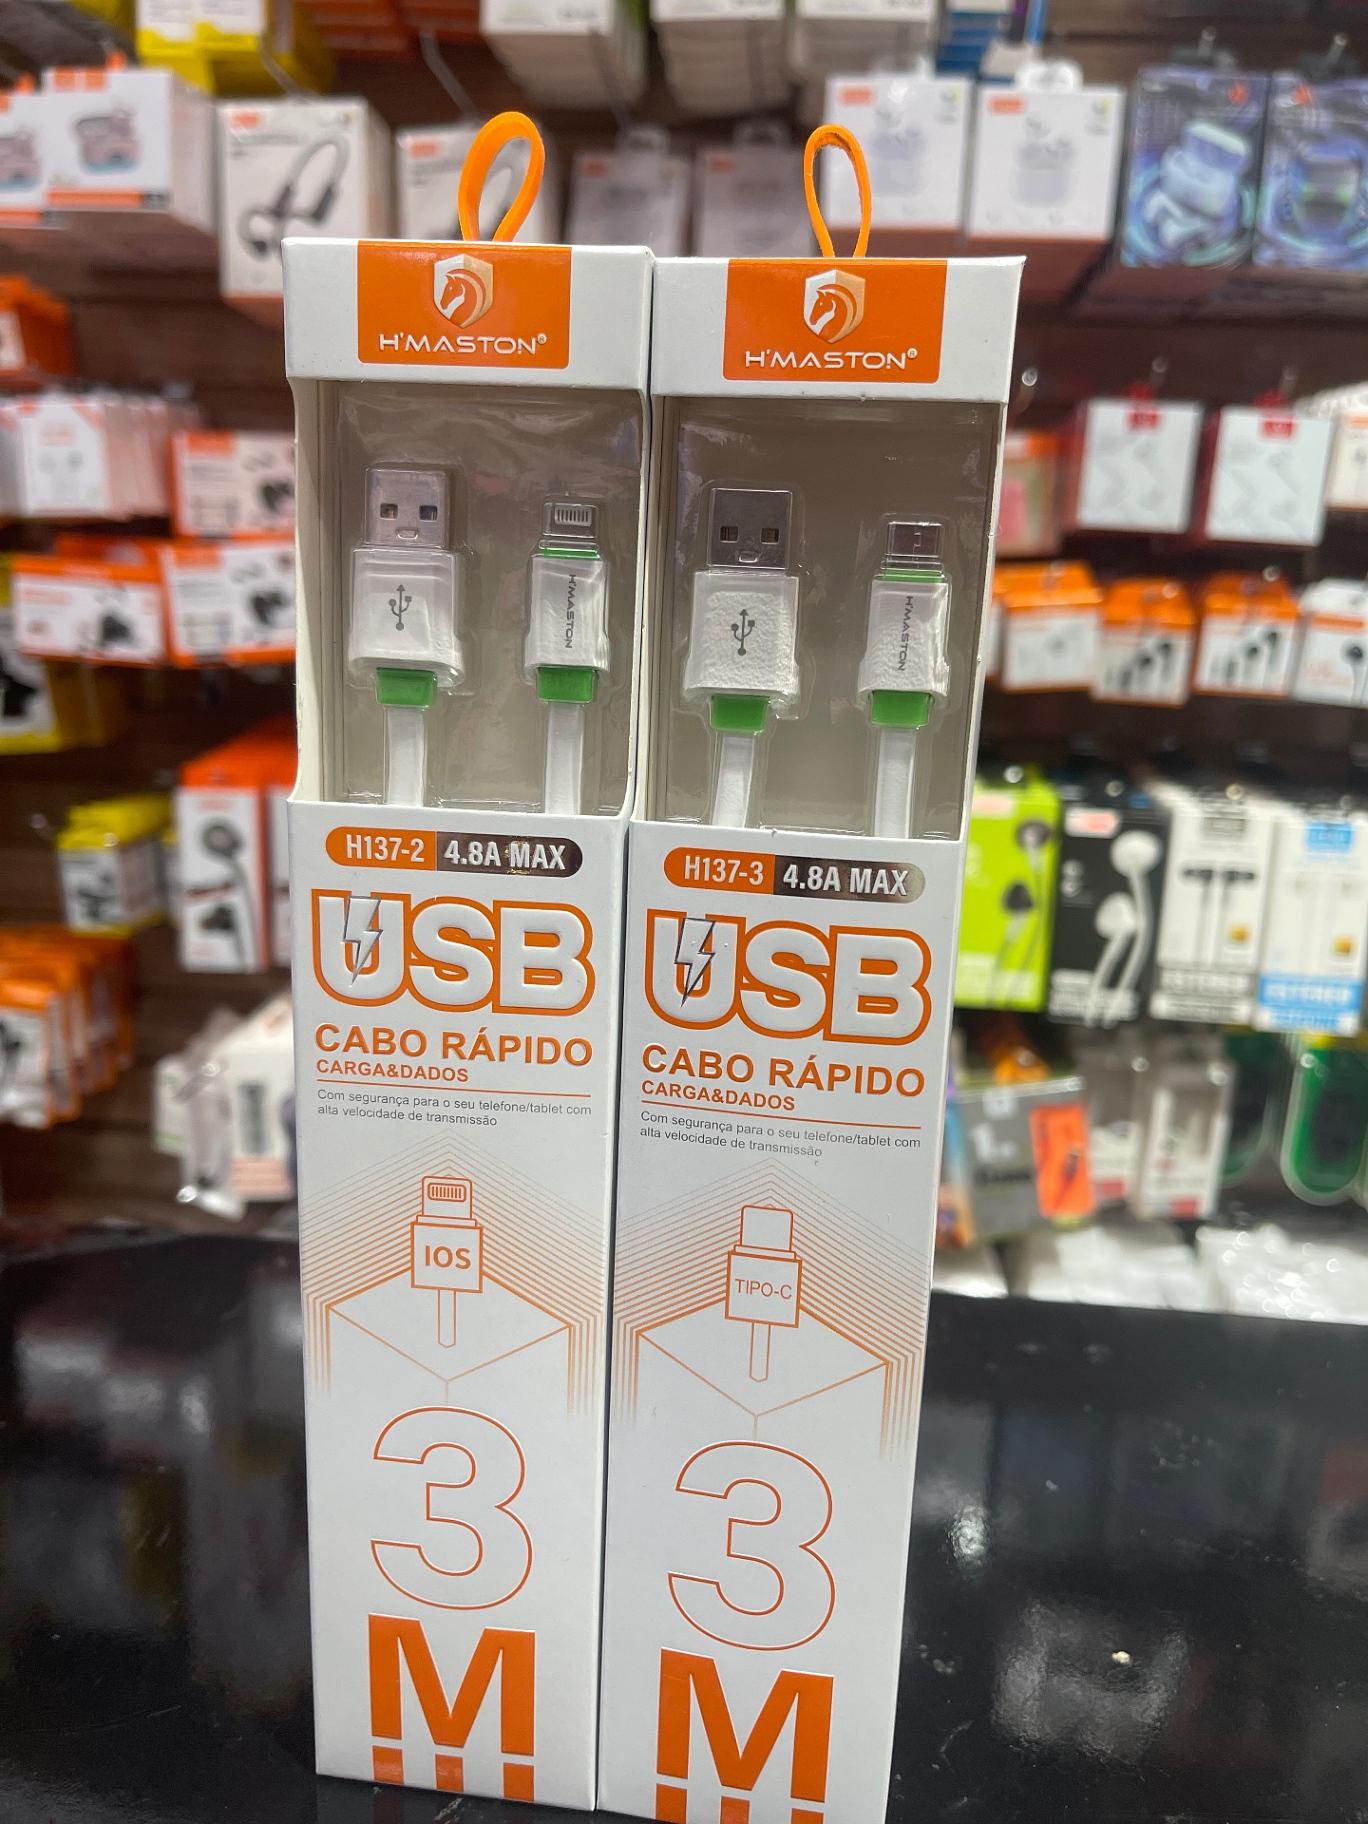 H'MASTON®
H'MASTON
H137-2 4.8A MAX
USB
CABO RÁPIDO
CARGA&DADOS
Com segurança para o seu telefone/tablet com
alta velocidade de transmissão
IOS
3
M
H'MASTON®
H'MASTON
H137-3 4.8A MAX
USB
CABO RÁPIDO
CARGA&DADOS
Com segurança para o seu telefone/tablet com
alta velocidade de transmissão
TIPO-C
3
M